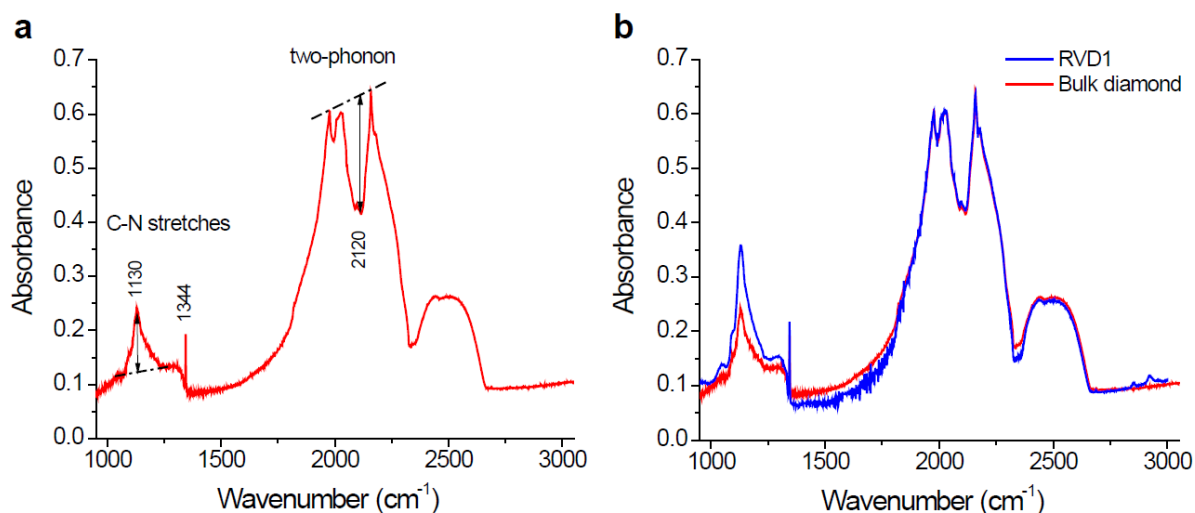 a
0.7
0.6
0.5
0.4
0.3
0.2
0.1
0.0
Absorbance
two-phonon
C-N stretches
1130
1344
2120
1000
1500
2000
2500
3000
Wavenumber (cm⁻¹)
b
0.7
0.6
0.5
0.4
0.3
0.2
0.1
0.0
Absorbance
RVD1
Bulk diamond
1000
1500
2000
2500
3000
Wavenumber (cm⁻¹)